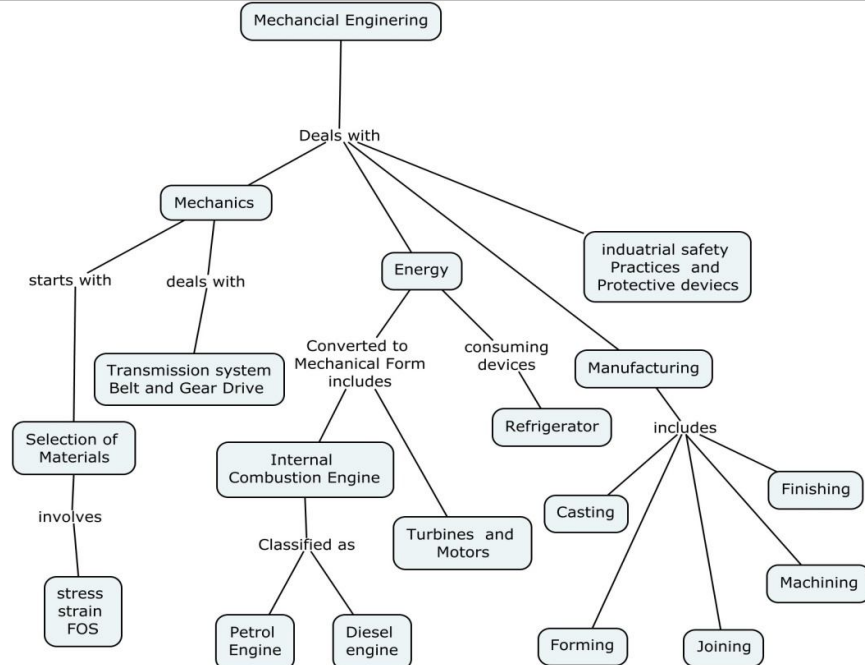 Mechancial Enginering
Deals with
Mechanics
starts with
deals with
Transmission system
Belt and Gear Drive
Selection of
Materials
involves
stress
strain
FOS
Energy
Converted to
Mechanical Form
includes
Internal
Combustion Engine
Classified as
Petrol
Engine
Diesel
engine
Turbines and
Motors
consuming
devices
Refrigerator
induatrial safety
Practices and
Protective deviecs
Manufacturing
includes
Casting
Forming
Joining
Machining
Finishing